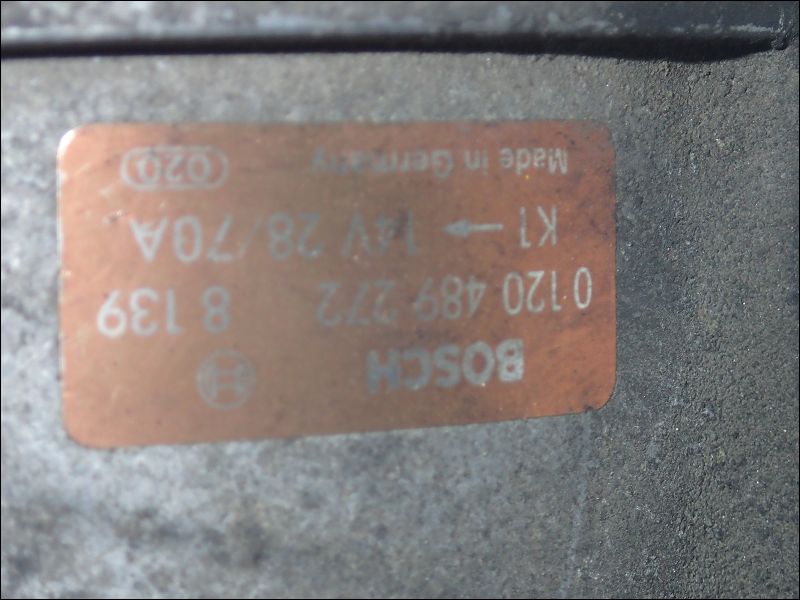 BOSCH
0 120 489 272 8 139
K1 ← 14V 28/70A
Made in Germany 020